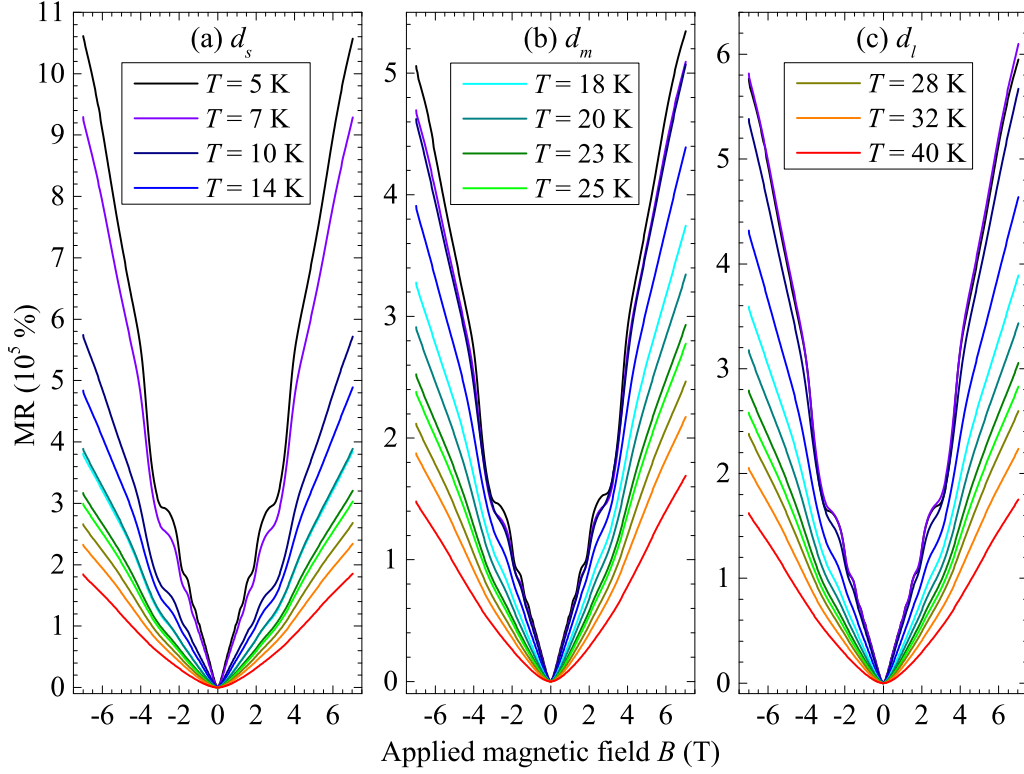 (a) d_s
T = 5 K
T = 7 K
T = 10 K
T = 14 K
(b) d_m
T = 18 K
T = 20 K
T = 23 K
T = 25 K
(c) d_l
T = 28 K
T = 32 K
T = 40 K
MR (10^5 %)
11
10
9
8
7
6
5
4
3
2
1
0
5
4
3
2
1
0
6
5
4
3
2
1
0
-6 -4 -2 0 2 4 6
-6 -4 -2 0 2 4 6
-6 -4 -2 0 2 4 6
Applied magnetic field B (T)